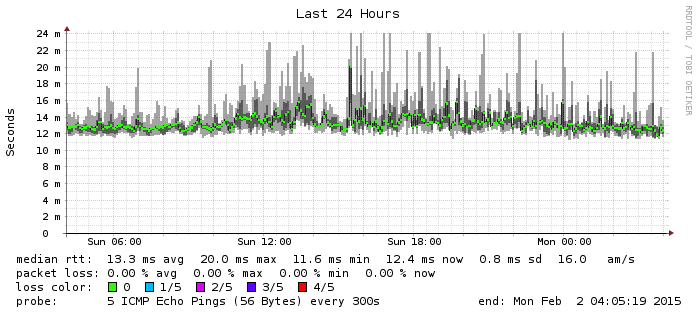 Last 24 Hours
RRDTOOL / TOBI OETIKER
Seconds
24 m
22 m
20 m
18 m
16 m
14 m
12 m
10 m
8 m
6 m
4 m
2 m
0
Sun 06:00 Sun 12:00 Sun 18:00 Mon 00:00
median rtt: 13.3 ms avg 20.0 ms max 11.6 ms min 12.4 ms now 0.8 ms sd 16.0 am/s
packet loss: 0.00 % avg 0.00 % max 0.00 % min 0.00 % now
loss color: 0 1/5 2/5 3/5 4/5
probe: 5 ICMP Echo Pings (56 Bytes) every 300s end: Mon Feb 2 04:05:19 2015